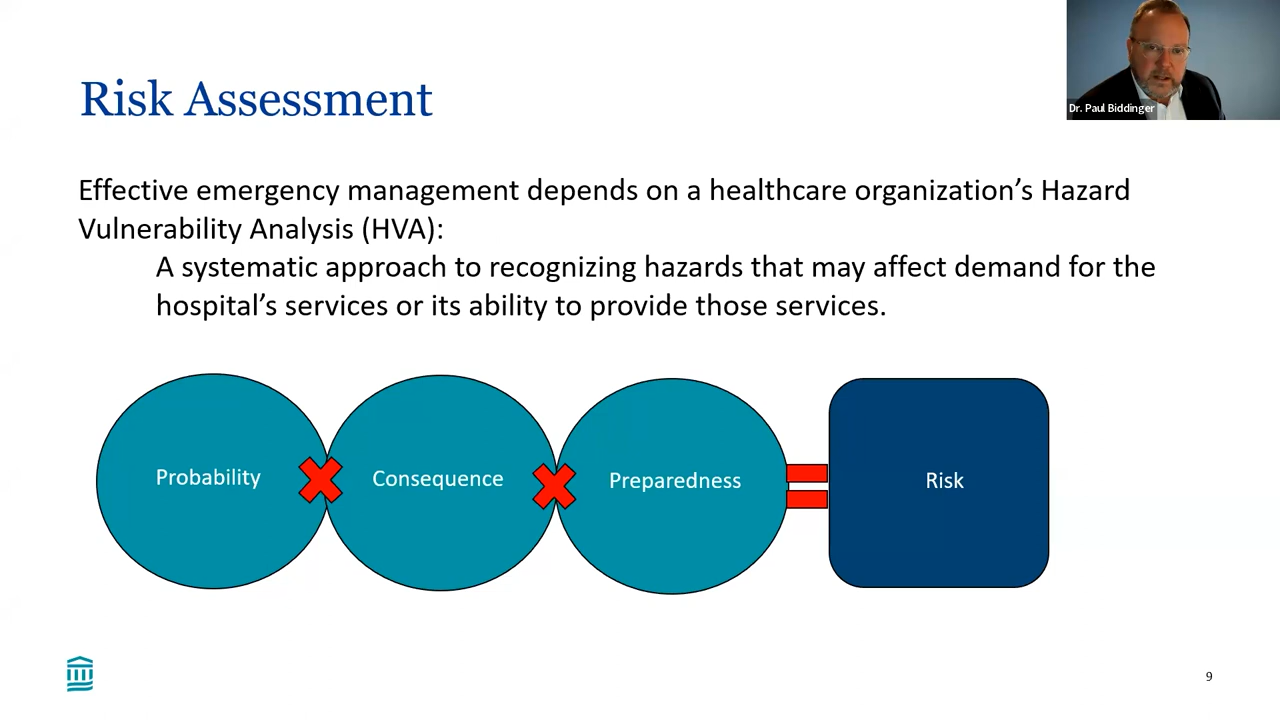 Dr. Paul Biddinger
Risk Assessment
Effective emergency management depends on a healthcare organization’s Hazard
Vulnerability Analysis (HVA):
A systematic approach to recognizing hazards that may affect demand for the
hospital’s services or its ability to provide those services.
Probability
Consequence
Preparedness
Risk
9